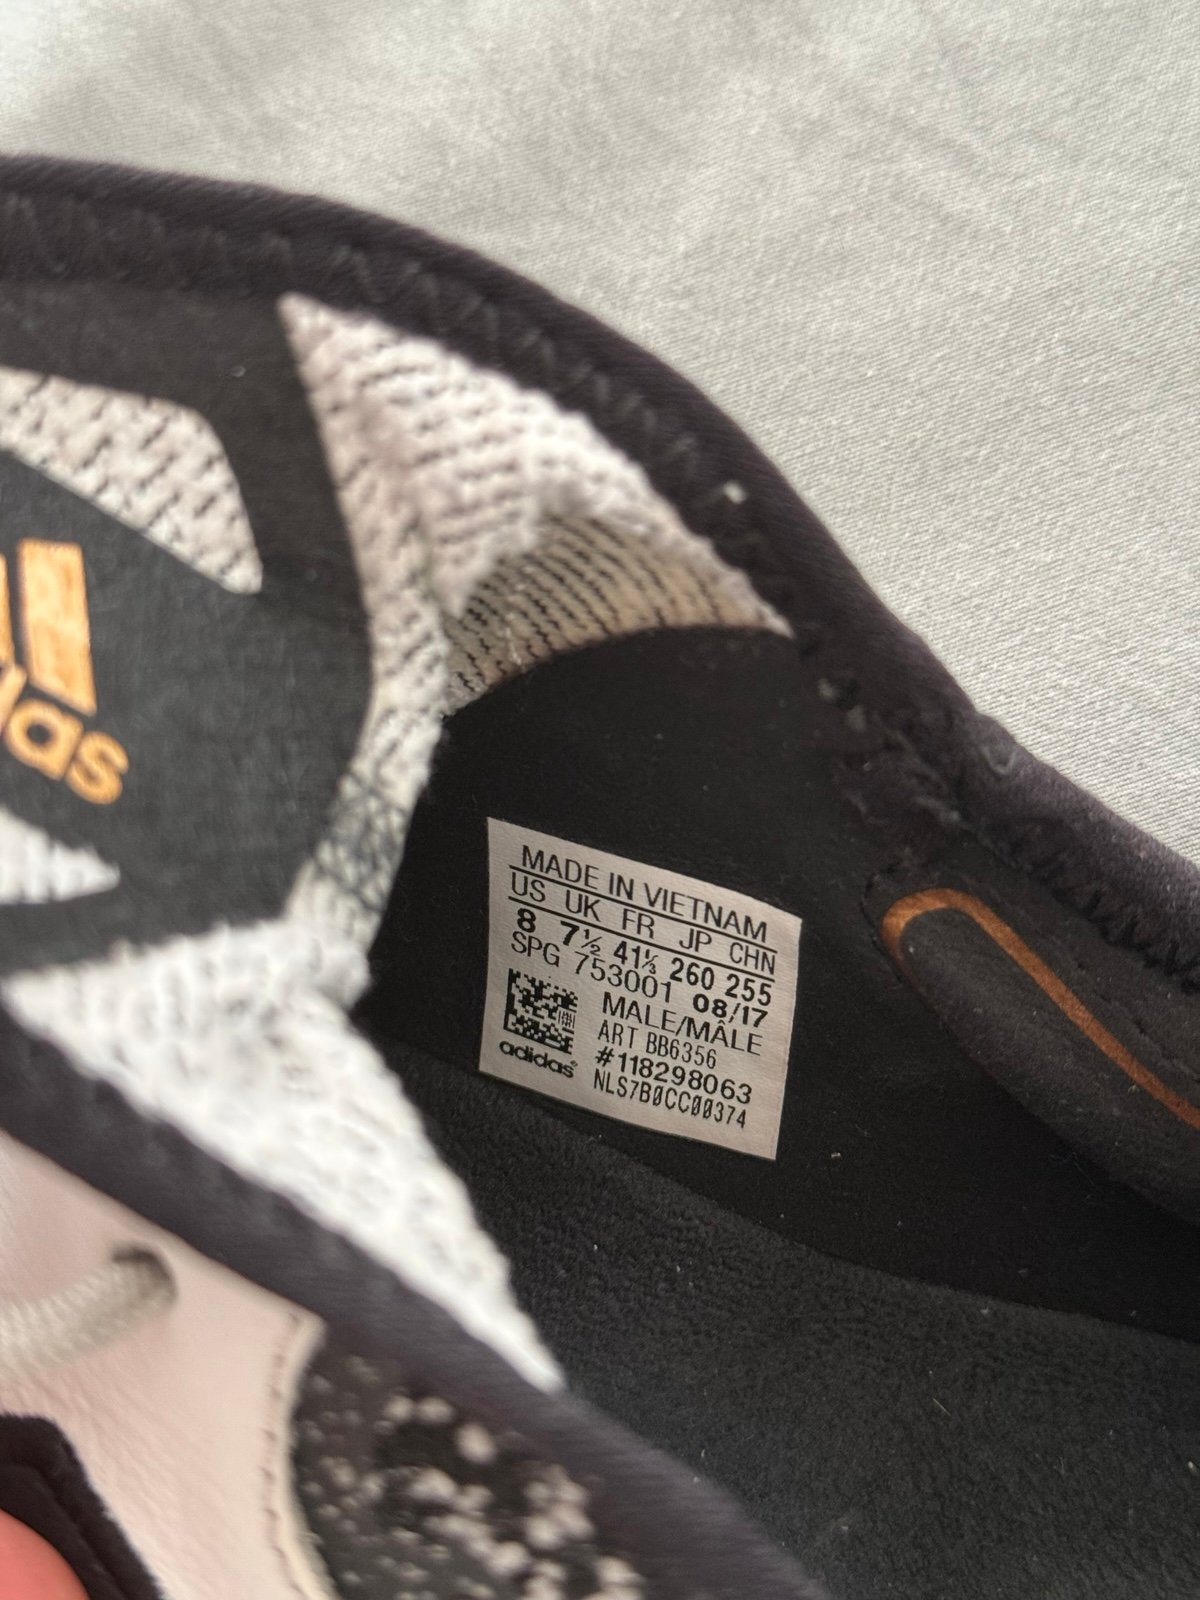 das
MADE IN VIETNAM
US UK FR JP CHN
8 7½ 41⅓ 260 255
SPG 753001 08/17
MALE/MÂLE
ART BB6356
#118298063
NLS7B0CC00374
adidas